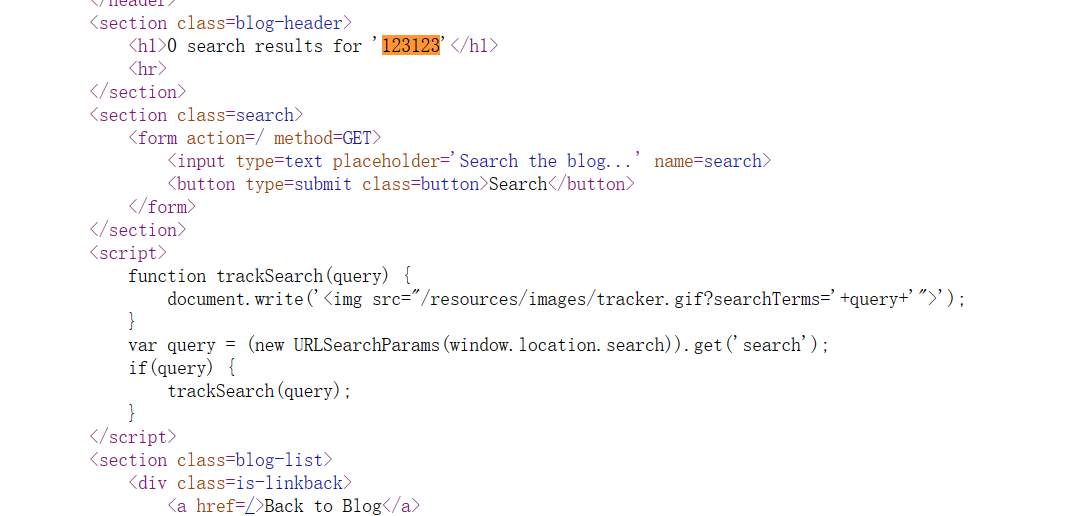 </header>
<section class=blog-header>
<h1>0 search results for '123123'</h1>
<hr>
</section>
<section class=search>
<form action=/ method=GET>
<input type=text placeholder='Search the blog...' name=search>
<button type=submit class=button>Search</button>
</form>
</section>
<script>
function trackSearch(query) {
document.write('<img src="/resources/images/tracker.gif?searchTerms='+query+'">');
}
var query = (new URLSearchParams(window.location.search)).get('search');
if(query) {
trackSearch(query);
}
</script>
<section class=blog-list>
<div class=is-linkback>
<a href=/>Back to Blog</a>